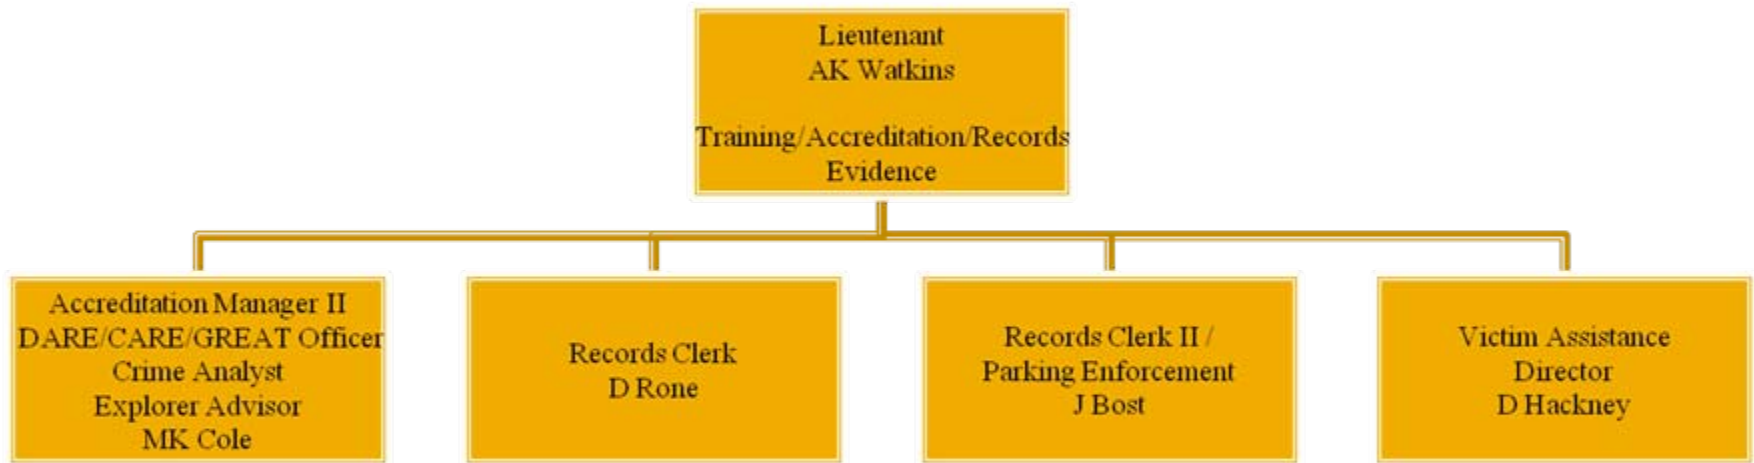 Lieutenant
AK Watkins
Training/Accreditation/Records
Evidence
Accreditation Manager II
DARE/CARE/GREAT Officer
Crime Analyst
Explorer Advisor
MK Cole
Records Clerk
D Rone
Records Clerk II /
Parking Enforcement
J Bost
Victim Assistance
Director
D Hackney